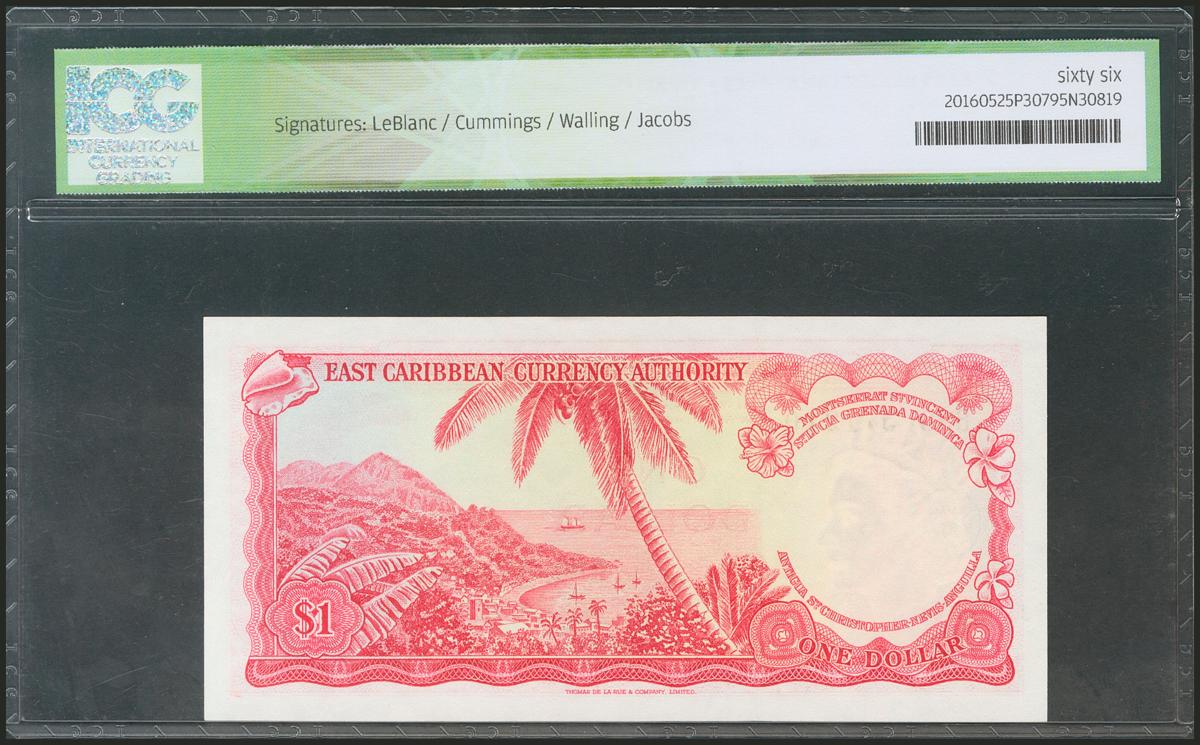 ICG
INTERNATIONAL
CURRENCY
GRADING
Signatures: LeBlanc / Cummings / Walling / Jacobs
sixty six
20160525P30795N30819
EAST CARIBBEAN CURRENCY AUTHORITY
MONTSERRAT ST VINCENT
ST LUCIA GRENADA DOMINICA
ANTIGUA ST CHRISTOPHER-NEVIS-ANGUILLA
$1
ONE DOLLAR
THOMAS DE LA RUE & COMPANY, LIMITED.